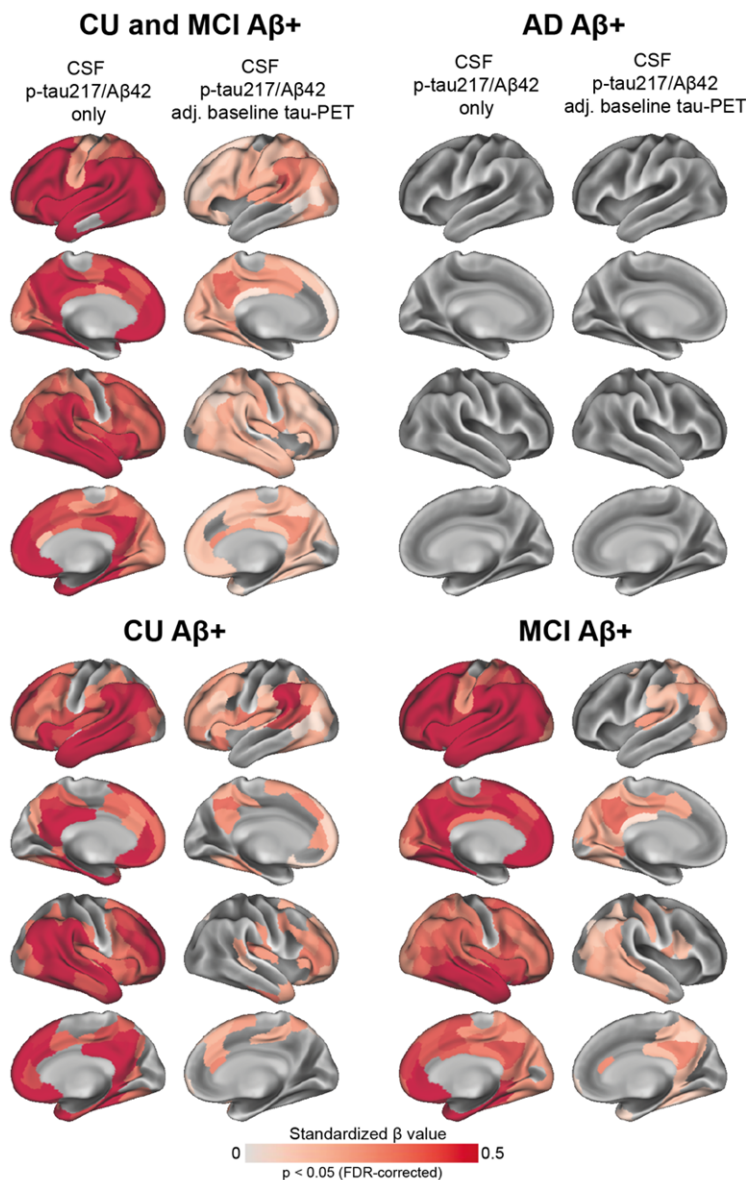 CU and MCI Aβ+
AD Aβ+
CSF
p-tau217/Aβ42
only
CSF
p-tau217/Aβ42
adj. baseline tau-PET
CSF
p-tau217/Aβ42
only
CSF
p-tau217/Aβ42
adj. baseline tau-PET
CU Aβ+
MCI Aβ+
Standardized β value
0
0.5
p < 0.05 (FDR-corrected)